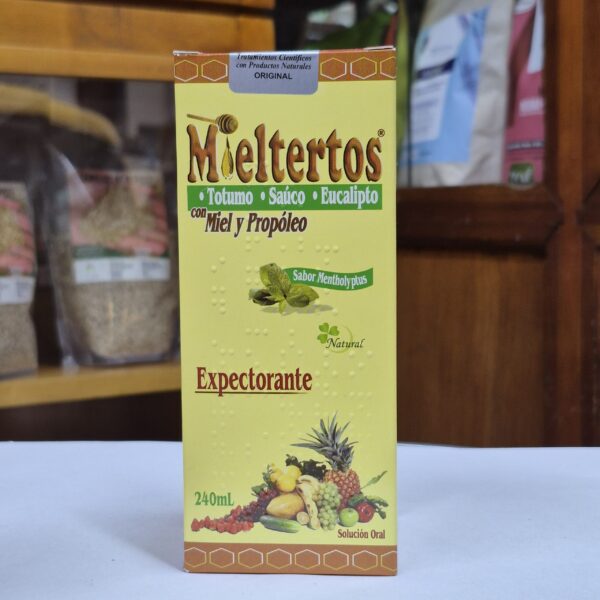 Tratamientos Científicos
con Productos Naturales
ORIGINAL
Mieltertos®
• Totumo • Saúco • Eucalipto
con Miel y Propóleo
Sabor Mentholyplus
Natural
Expectorante
240mL
Solución Oral